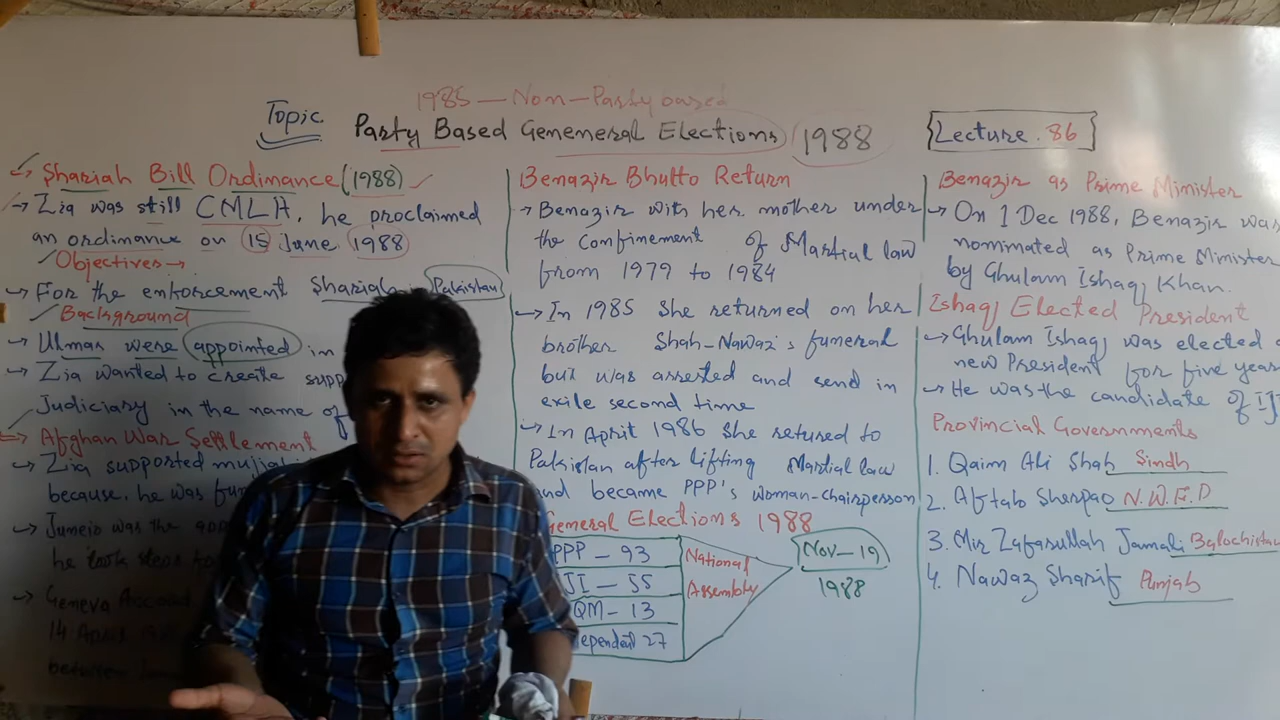 1985 — Non-Party based
Topic Party Based Genemeral Elections 1988
Lecture. 86
Shariah Bill Ordinance (1988)
→ Zia was still CMLA, he proclaimed
an ordinance on 15 June 1988
Objectives →
→ For the enforcement Shariah Pakistan
Background
→ Ulmas were appointed in
→ Zia wanted to create supp
Judiciary in the name of
Afghan War Settlement
→ Zia supported mujja
because, he was fun
→ Junejo was the app
he took steps to
→ Geneva Accord
14 April
between
Benazir Bhutto Return
→ Benazir with her mother under
the confinement of Martial law
from 1979 to 1984
→ In 1985 she returned on her
brother Shah-Nawaz's funeral
but was arrested and send in
exile second time
→ In Aprit 1986 she retured to
Pakistan after lifting Martial law
and became PPP's woman-chairperson
General Elections 1988
PPP – 93
JI – 55
QM – 13
ependent 27
National
Assembly
Nov – 19
1988
Benazir as Prime Minister
→ On 1 Dec 1988, Benazir was
nommated as Prime Minister
by Ghulam Ishaq Khan.
Ishaq Elected President
→ Ghulam Ishaq was elected
new President for five years
→ He was the candidate of IJ
Provincial Governments
1. Qaim Ali Shah Sindh
2. Aftab Sherpao N.W.F.P
3. Mir Zafarullah Jamali Balochistan
4. Nawaz Sharif Punjab